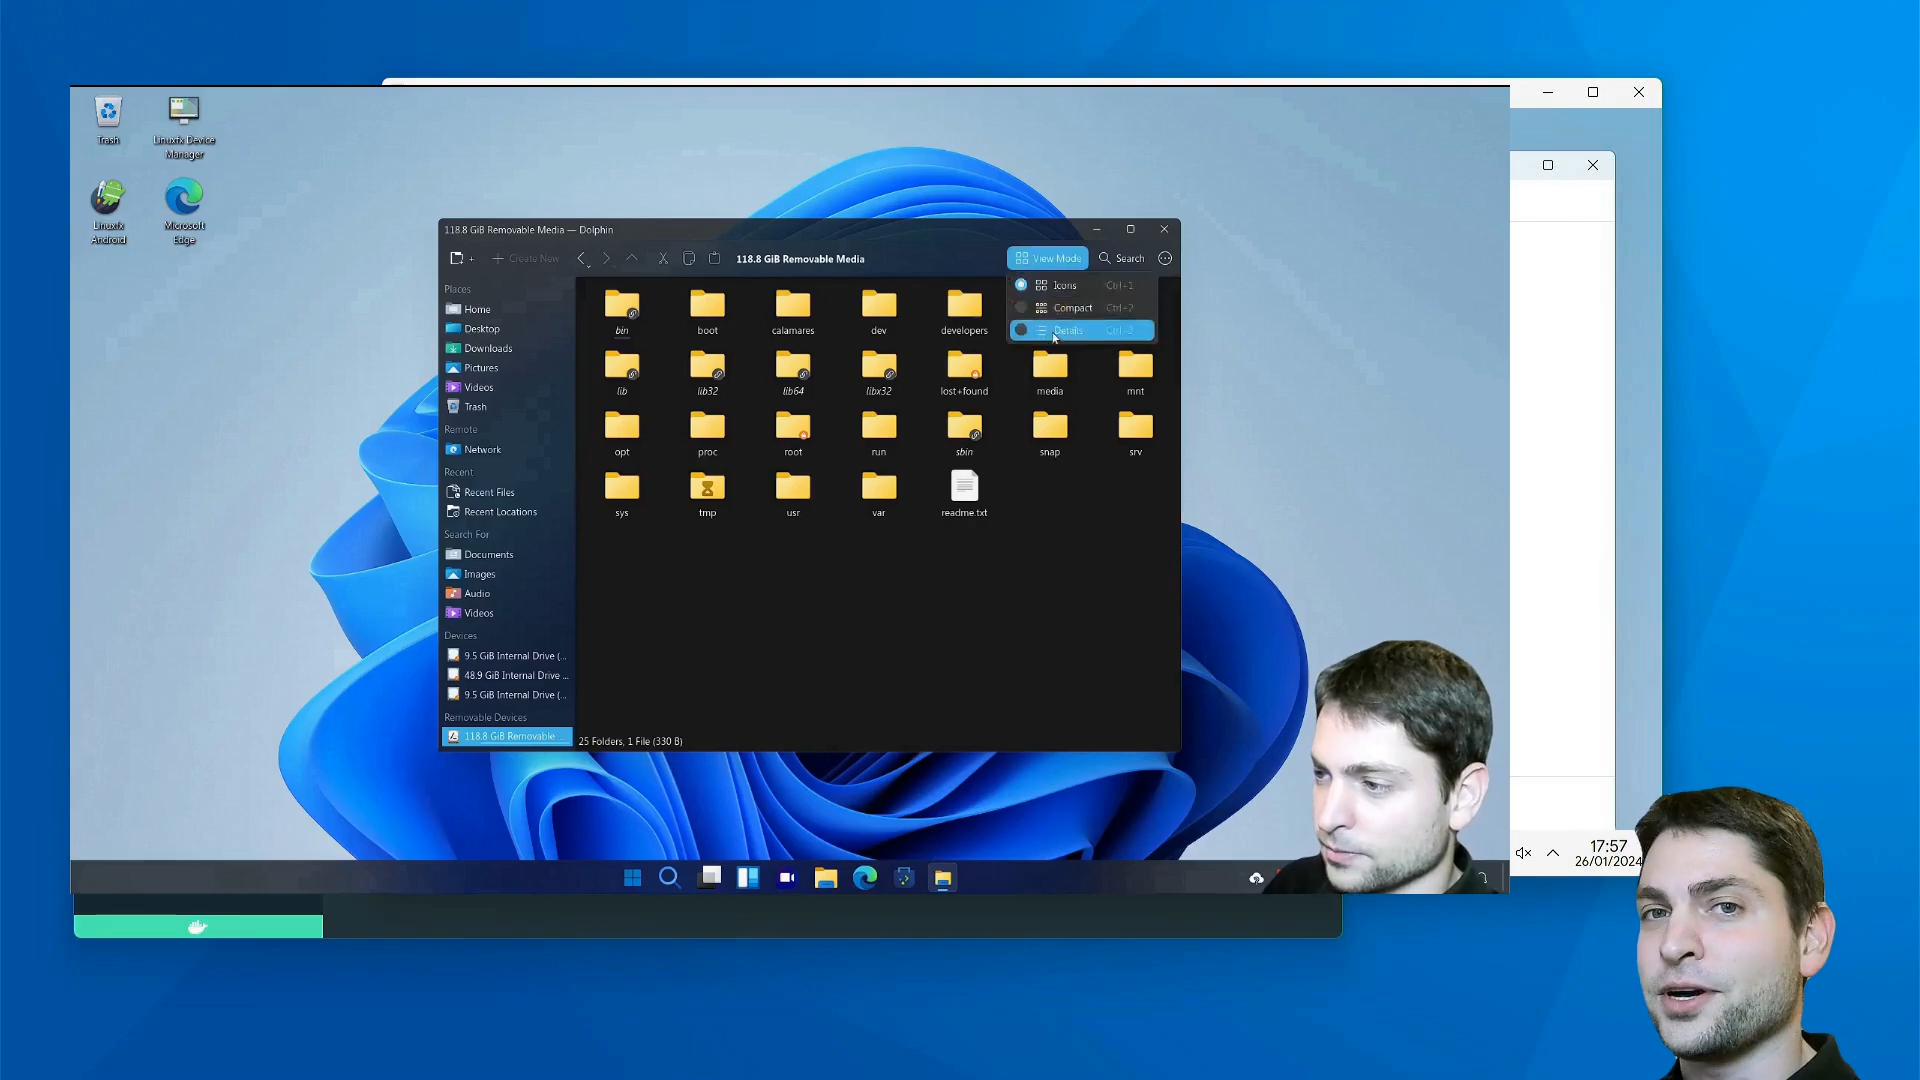 Trash
Linuxfx Device
Manager
Linuxfx
Android
Microsoft
Edge
118.8 GiB Removable Media — Dolphin
Create New
118.8 GiB Removable Media
View Mode
Search
Icons Ctrl+1
Compact Ctrl+2
Details Ctrl+3
Places
Home
Desktop
Downloads
Pictures
Videos
Trash
Remote
Network
Recent
Recent Files
Recent Locations
Search For
Documents
Images
Audio
Videos
Devices
9.5 GiB Internal Drive (...
48.9 GiB Internal Drive ...
9.5 GiB Internal Drive (...
Removable Devices
118.8 GiB Removable ...
bin boot calamares dev developers
lib lib32 lib64 libx32 lost+found media mnt
opt proc root run sbin snap srv
sys tmp usr var readme.txt
25 Folders, 1 File (330 B)
17:57
26/01/2024